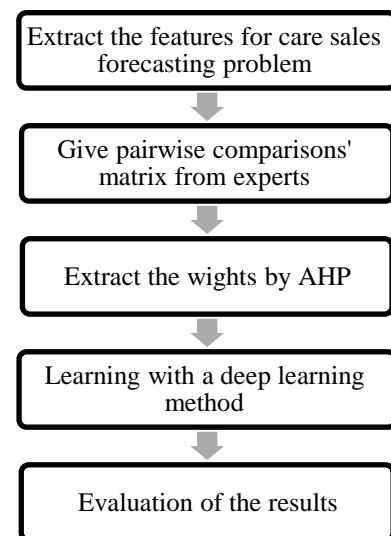 Extract the features for care sales
forecasting problem
Give pairwise comparisons'
matrix from experts
Extract the wights by AHP
Learning with a deep learning
method
Evaluation of the results